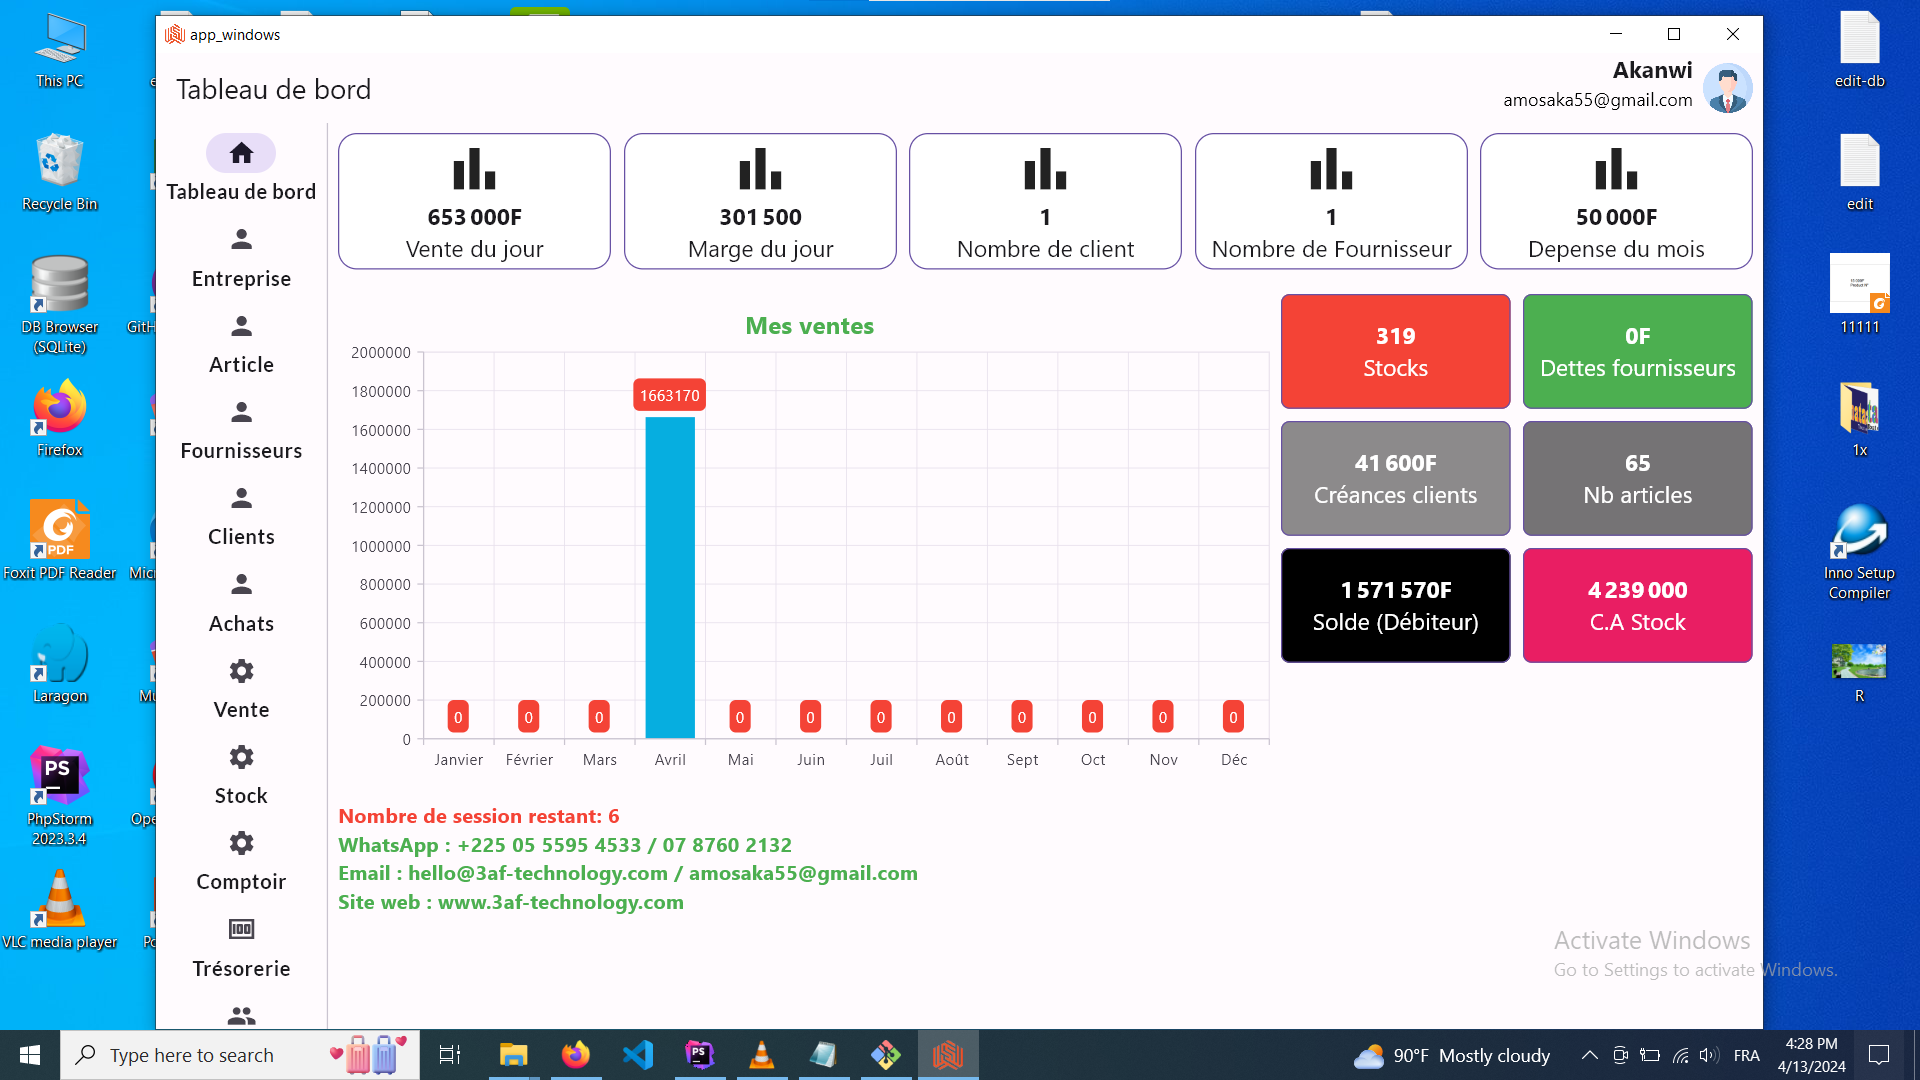 app_windows
Tableau de bord
Akanwi
amosaka55@gmail.com
Tableau de bord
Entreprise
Article
Fournisseurs
Clients
Achats
Vente
Stock
Comptoir
Trésorerie
653 000F
Vente du jour
301 500
Marge du jour
1
Nombre de client
1
Nombre de Fournisseur
50 000F
Depense du mois
Mes ventes
2000000
1800000
1600000
1400000
1200000
1000000
800000
600000
400000
200000
0
1663170
0 0 0 0 0 0 0 0 0 0 0
Janvier Février Mars Avril Mai Juin Juil Août Sept Oct Nov Déc
319
Stocks
0F
Dettes fournisseurs
41 600F
Créances clients
65
Nb articles
1 571 570F
Solde (Débiteur)
4 239 000
C.A Stock
Nombre de session restant: 6
WhatsApp : +225 05 5595 4533 / 07 8760 2132
Email : hello@3af-technology.com / amosaka55@gmail.com
Site web : www.3af-technology.com
Activate Windows
Go to Settings to activate Windows.
This PC
Recycle Bin
DB Browser
(SQLite)
Firefox
PDF
Foxit PDF Reader
Laragon
PS
PhpStorm
2023.3.4
VLC media player
edit-db
edit
11111
1x
Inno Setup
Compiler
R
Type here to search
90°F Mostly cloudy
FRA
4:28 PM
4/13/2024